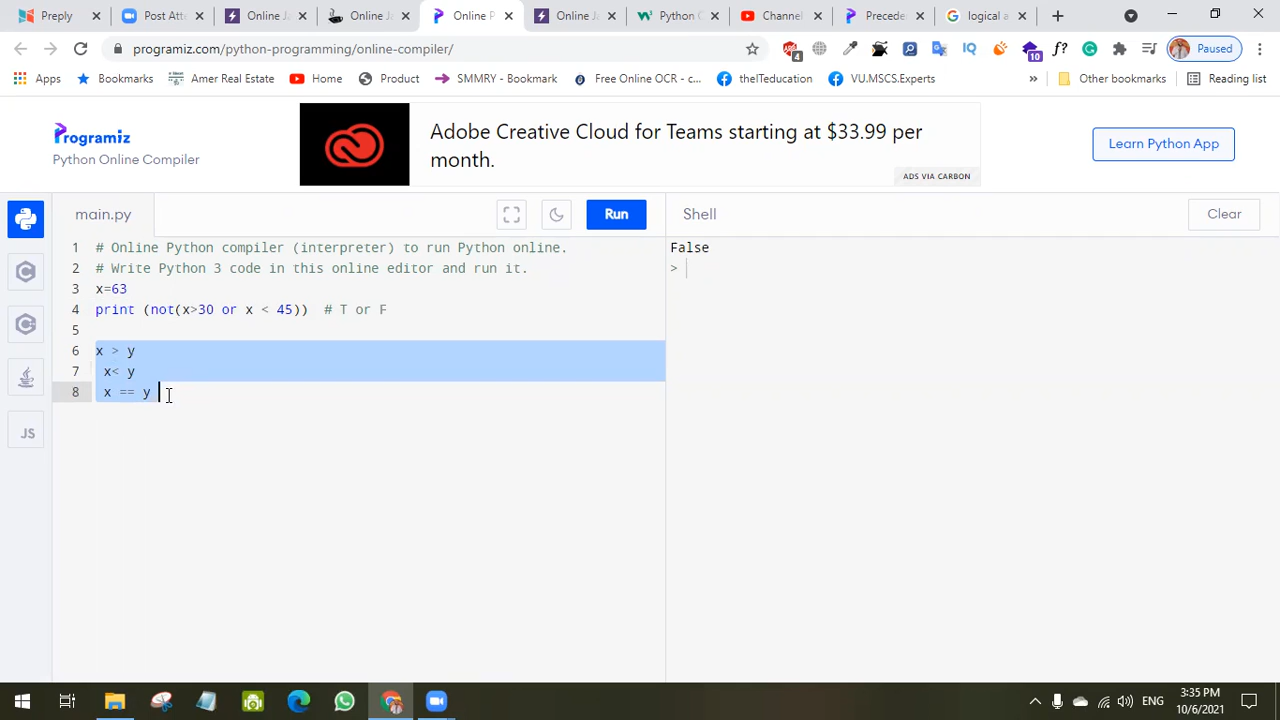 Preply
Post Att
Online J
Online Ja
Online P
Online Ja
Python C
Channel
Precede
logical a
programiz.com/python-programming/online-compiler/
4
IQ
10
f?
Paused
Apps
Bookmarks
Amer Real Estate
Home
Product
SMMRY - Bookmark
Free Online OCR - c...
theITeducation
VU.MSCS.Experts
»
Other bookmarks
Reading list
Programiz
Python Online Compiler
Adobe Creative Cloud for Teams starting at $33.99 per
month.
ADS VIA CARBON
Learn Python App
main.py
Run
Shell
Clear
1 # Online Python compiler (interpreter) to run Python online.
2 # Write Python 3 code in this online editor and run it.
3 x=63
4 print (not(x>30 or x < 45))  # T or F
5
6 x > y
7  x< y
8  x == y
False
>
JS
ENG
3:35 PM
10/6/2021